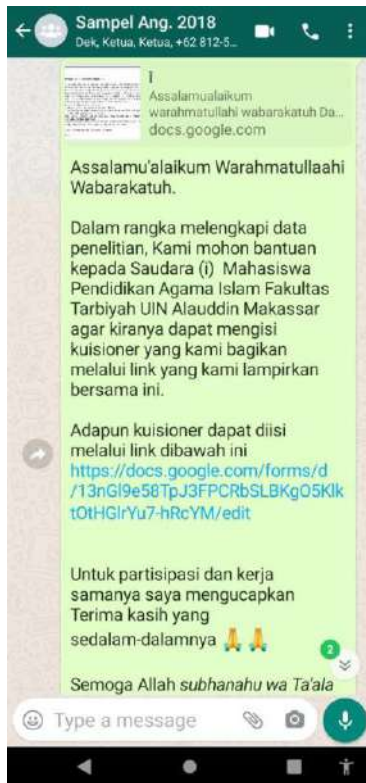 Sampel Ang. 2018
Dek, Ketua, Ketua, +62 812-5...
Assalamualaikum
warahmatullahi wabarakatuh Da...
docs.google.com
Assalamu'alaikum Warahmatullaahi
Wabarakatuh.
Dalam rangka melengkapi data
penelitian, Kami mohon bantuan
kepada Saudara (i) Mahasiswa
Pendidikan Agama Islam Fakultas
Tarbiyah UIN Alauddin Makassar
agar kiranya dapat mengisi
kuisioner yang kami bagikan
melalui link yang kami lampirkan
bersama ini.
Adapun kuisioner dapat diisi
melalui link dibawah ini
https://docs.google.com/forms/d
/13nGl9e58TpJ3FPCRbSLBKgO5Klk
tOtHGlrYu7-hRcYM/edit
Untuk partisipasi dan kerja
samanya saya mengucapkan
Terima kasih yang
sedalam-dalamnya 🙏 🙏
2
Semoga Allah subhanahu wa Ta'ala
Type a message